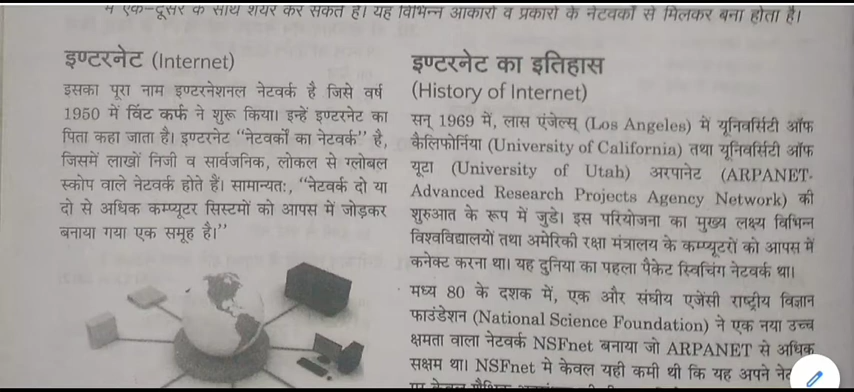 म एक–दूसरे के साथ शेयर कर सकते हैं। यह विभिन्न आकारों व प्रकारों के नेटवर्कों से मिलकर बना होता है।
इण्टरनेट (Internet)
इसका पूरा नाम इण्टरनेशनल नेटवर्क है जिसे वर्ष
1950 में विंट कर्फ ने शुरू किया। इन्हें इण्टरनेट का
पिता कहा जाता है। इण्टरनेट “नेटवर्कों का नेटवर्क” है,
जिसमें लाखों निजी व सार्वजनिक, लोकल से ग्लोबल
स्कोप वाले नेटवर्क होते हैं। सामान्यतः, “नेटवर्क दो या
दो से अधिक कम्प्यूटर सिस्टमों को आपस में जोड़कर
बनाया गया एक समूह है।”
इण्टरनेट का इतिहास
(History of Internet)
सन् 1969 में, लास एंजेल्स् (Los Angeles) में यूनिवर्सिटी ऑफ
कैलिफोर्निया (University of California) तथा यूनिवर्सिटी ऑफ
यूटा (University of Utah) अरपानेट (ARPANET-
Advanced Research Projects Agency Network) की
शुरुआत के रूप में जुड़े। इस परियोजना का मुख्य लक्ष्य विभिन्न
विश्वविद्यालयों तथा अमेरिकी रक्षा मंत्रालय के कम्प्यूटरों को आपस में
कनेक्ट करना था। यह दुनिया का पहला पैकेट स्विचिंग नेटवर्क था।
मध्य 80 के दशक में, एक और संघीय एजेंसी राष्ट्रीय विज्ञान
फाउंडेशन (National Science Foundation) ने एक नया उच्च
क्षमता वाला नेटवर्क NSFnet बनाया जो ARPANET से अधिक
सक्षम था। NSFnet मे केवल यही कमी थी कि यह अपने